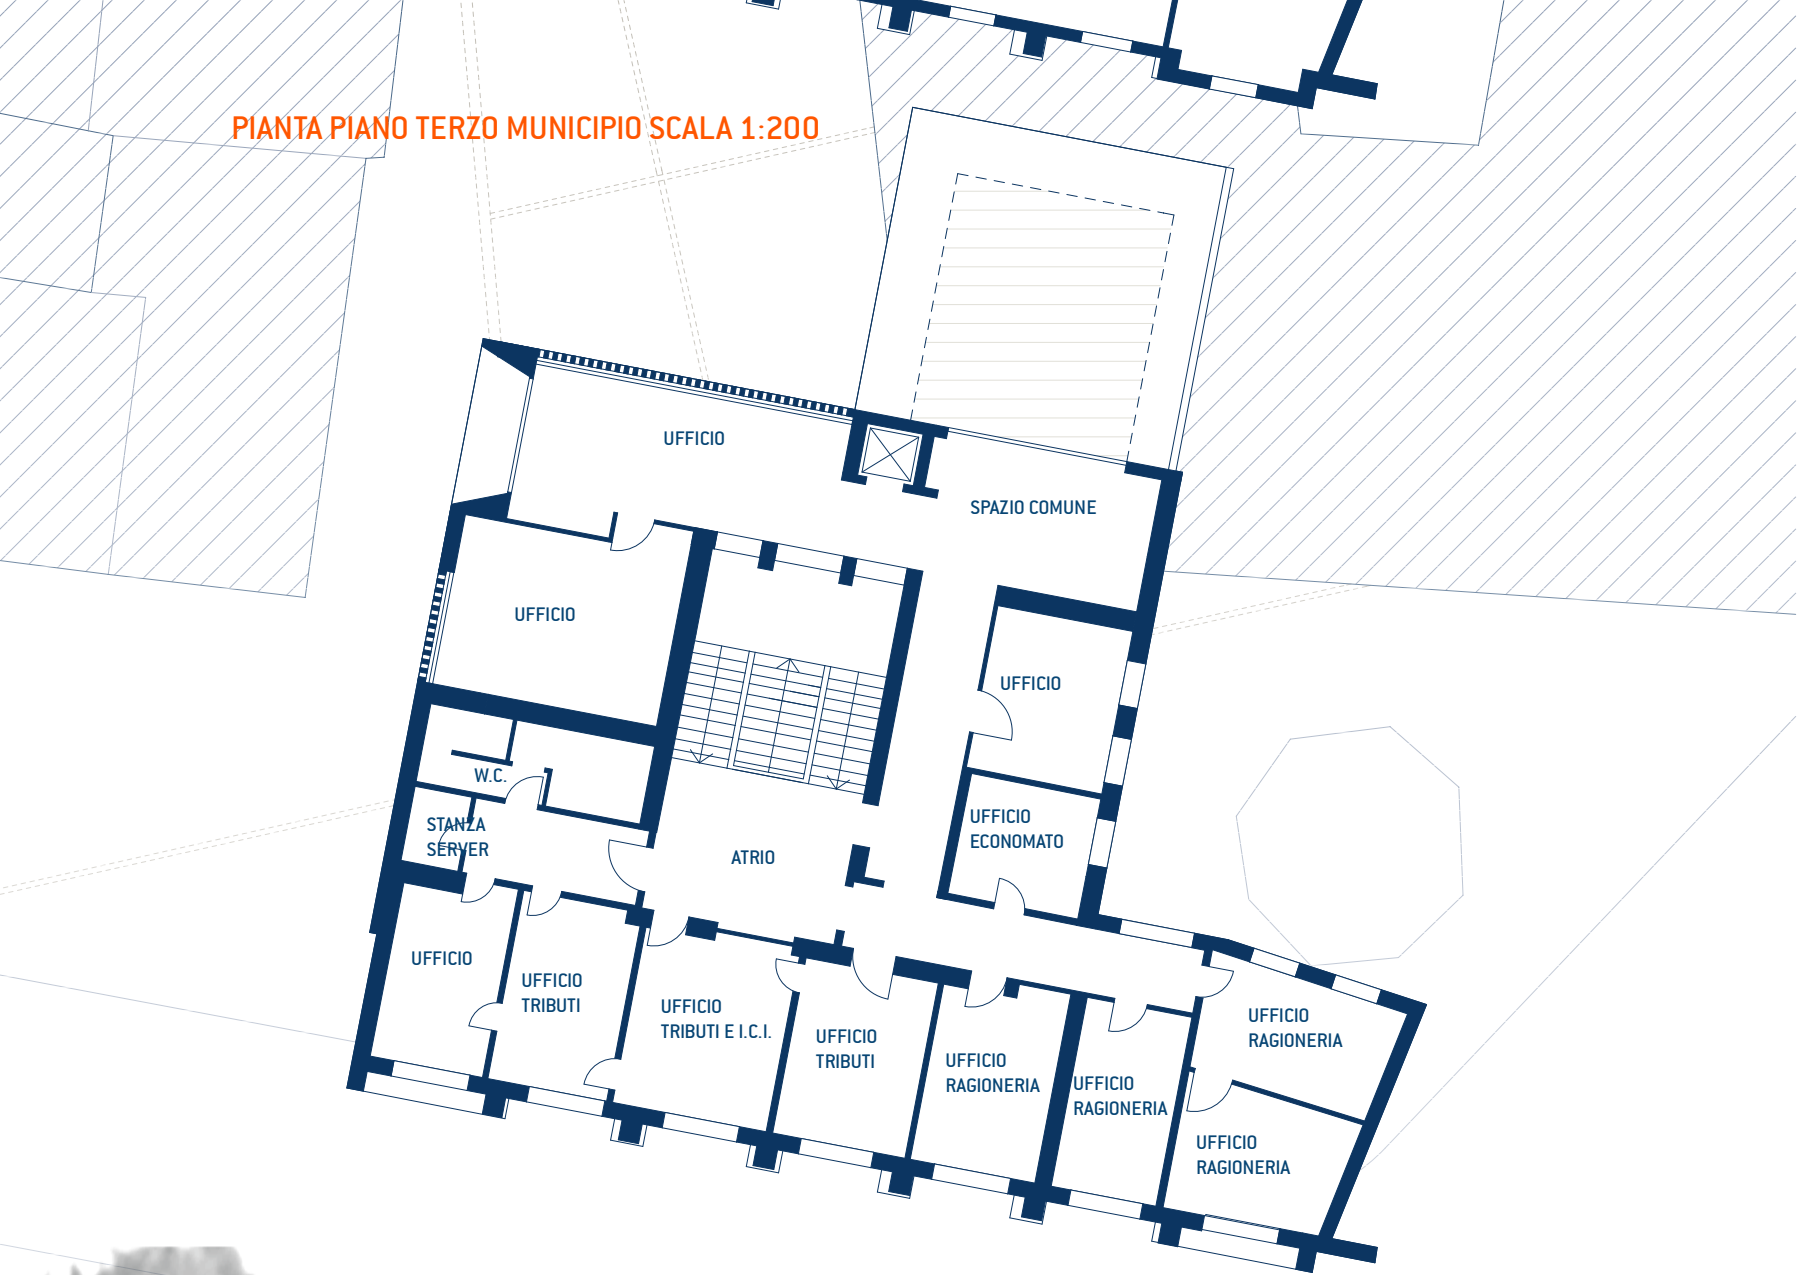 PIANTA PIANO TERZO MUNICIPIO SCALA 1:200
UFFICIO
SPAZIO COMUNE
UFFICIO
UFFICIO
W.C.
STANZA
SERVER
ATRIO
UFFICIO
ECONOMATO
UFFICIO
UFFICIO
TRIBUTI
UFFICIO
TRIBUTI E I.C.I.
UFFICIO
TRIBUTI
UFFICIO
RAGIONERIA
UFFICIO
RAGIONERIA
UFFICIO
RAGIONERIA
UFFICIO
RAGIONERIA